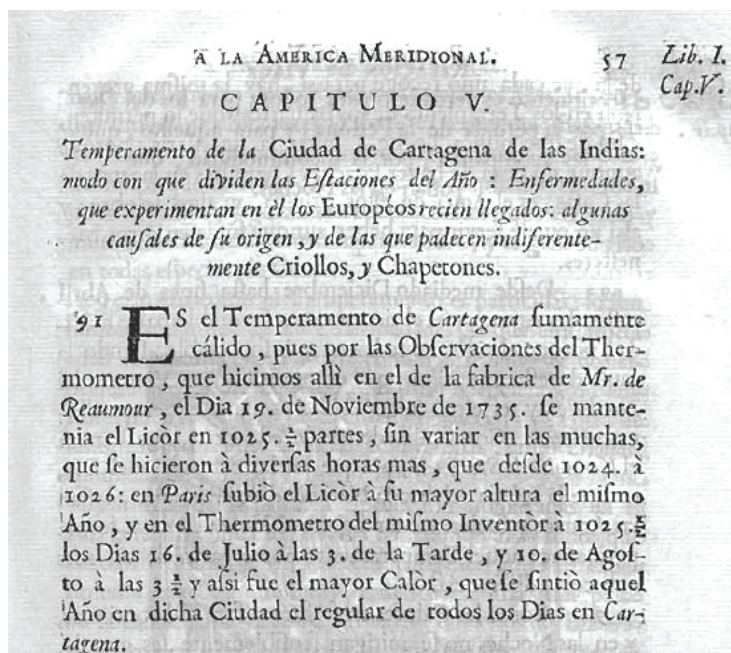 A LA AMERICA MERIDIONAL. 57 Lib. I.
Cap. V.
CAPITULO V.
Temperamento de la Ciudad de Cartagena de las Indias:
modo con que dividen las Eſtaciones del Año : Enfermedades,
que experimentan en èl los Européos recien llegados: algunas
cauſales de ſu origen , y de las que padecen indiferente-
mente Criollos, y Chapetones.
91 ES el Temperamento de Cartagena ſumamente
cálido , pues por las Obſervaciones del Ther-
mometro , que hicimos allì en el de la fabrica de Mr. de
Reaumour , el Dia 19. de Noviembre de 1735. ſe mante-
nia el Licòr en 1025. ½ partes , ſin variar en las muchas,
que ſe hicieron à diverſas horas mas , que deſde 1024. à
1026: en Paris ſubiò el Licòr à ſu mayor altura el miſmo
Año , y en el Thermometro del miſmo Inventòr à 1025. ½
los Dias 16. de Julio à las 3. de la Tarde , y 10. de Agoſ-
to à las 3 ½ y aſsi fue el mayor Calòr , que ſe ſintiò aquel
Año en dicha Ciudad el regular de todos los Dias en Car-
tagena.